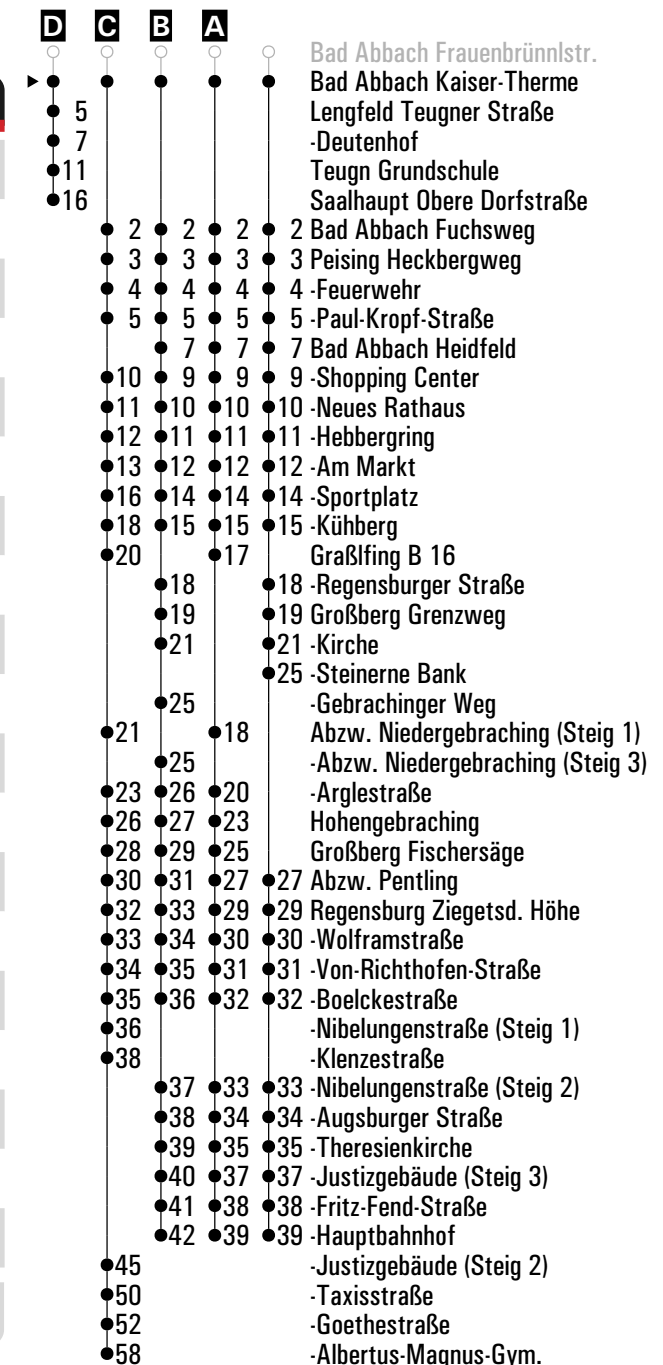 D C B A
Bad Abbach Frauenbrünnlstr.
Bad Abbach Kaiser-Therme
5 Lengfeld Teugner Straße
7 -Deutenhof
11 Teugn Grundschule
16 Saalhaupt Obere Dorfstraße
2 2 2 2 Bad Abbach Fuchsweg
3 3 3 3 Peising Heckbergweg
4 4 4 4 -Feuerwehr
5 5 5 5 -Paul-Kropf-Straße
7 7 7 Bad Abbach Heidfeld
10 9 9 9 -Shopping Center
11 10 10 10 -Neues Rathaus
12 11 11 11 -Hebbergring
13 12 12 12 -Am Markt
16 14 14 14 -Sportplatz
18 15 15 15 -Kühberg
20 17 Graßlfing B 16
18 18 -Regensburger Straße
19 19 Großberg Grenzweg
21 21 -Kirche
25 -Steinerne Bank
25 -Gebrachinger Weg
21 18 Abzw. Niedergebraching (Steig 1)
25 -Abzw. Niedergebraching (Steig 3)
23 26 20 -Arglestraße
26 27 23 Hohengebraching
28 29 25 Großberg Fischersäge
30 31 27 27 Abzw. Pentling
32 33 29 29 Regensburg Ziegetsd. Höhe
33 34 30 30 -Wolframstraße
34 35 31 31 -Von-Richthofen-Straße
35 36 32 32 -Boelckestraße
36 -Nibelungenstraße (Steig 1)
38 -Klenzestraße
37 33 33 -Nibelungenstraße (Steig 2)
38 34 34 -Augsburger Straße
39 35 35 -Theresienkirche
40 37 37 -Justizgebäude (Steig 3)
41 38 38 -Fritz-Fend-Straße
42 39 39 -Hauptbahnhof
45 -Justizgebäude (Steig 2)
50 -Taxisstraße
52 -Goethestraße
58 -Albertus-Magnus-Gym.